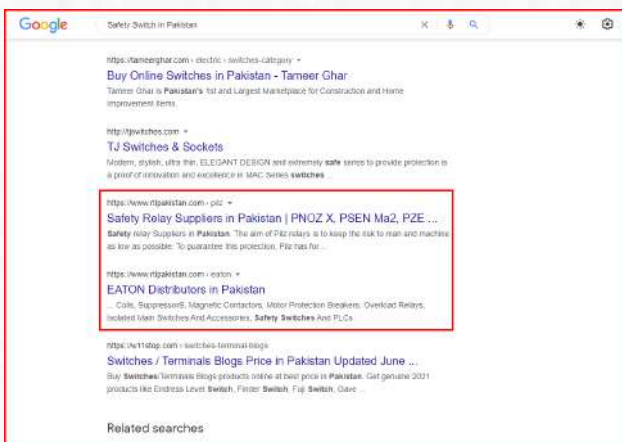 Google
Safety Switch in Pakistan
https://tameerghar.com › electric › switches-category
Buy Online Switches in Pakistan - Tameer Ghar
Tameer Ghar is Pakistan's 1st and Largest Marketplace for Construction and Home
Improvement Items.
http://tjswitches.com
TJ Switches & Sockets
Modern, stylish, ultra thin, ELEGANT DESIGN and extremely safe series to provide protection is
a proof of innovation and excellence in MAC Series switches ...
https://www.rtipakistan.com › pilz
Safety Relay Suppliers in Pakistan | PNOZ X, PSEN Ma2, PZE ...
Safety relay Suppliers in Pakistan. The aim of Pilz relays is to keep the risk to man and machine
as low as possible. To guarantee this protection, Pilz has for ...
https://www.rtipakistan.com › eaton
EATON Distributors in Pakistan
... Coils, SuppressorS, Magnetic Contactors, Motor Protection Breakers, Overload Relays,
Isolated Main Switches And Accessories, Safety Switches And PLCs.
https://w11stop.com › switches-terminal-blogs
Switches / Terminals Blogs Price in Pakistan Updated June ...
Buy Switches/Terminals Blogs products online at best price in Pakistan. Get genuine 2021
products like Endress Level Switch, Finder Switch, Fuji Switch, Gave ...
Related searches